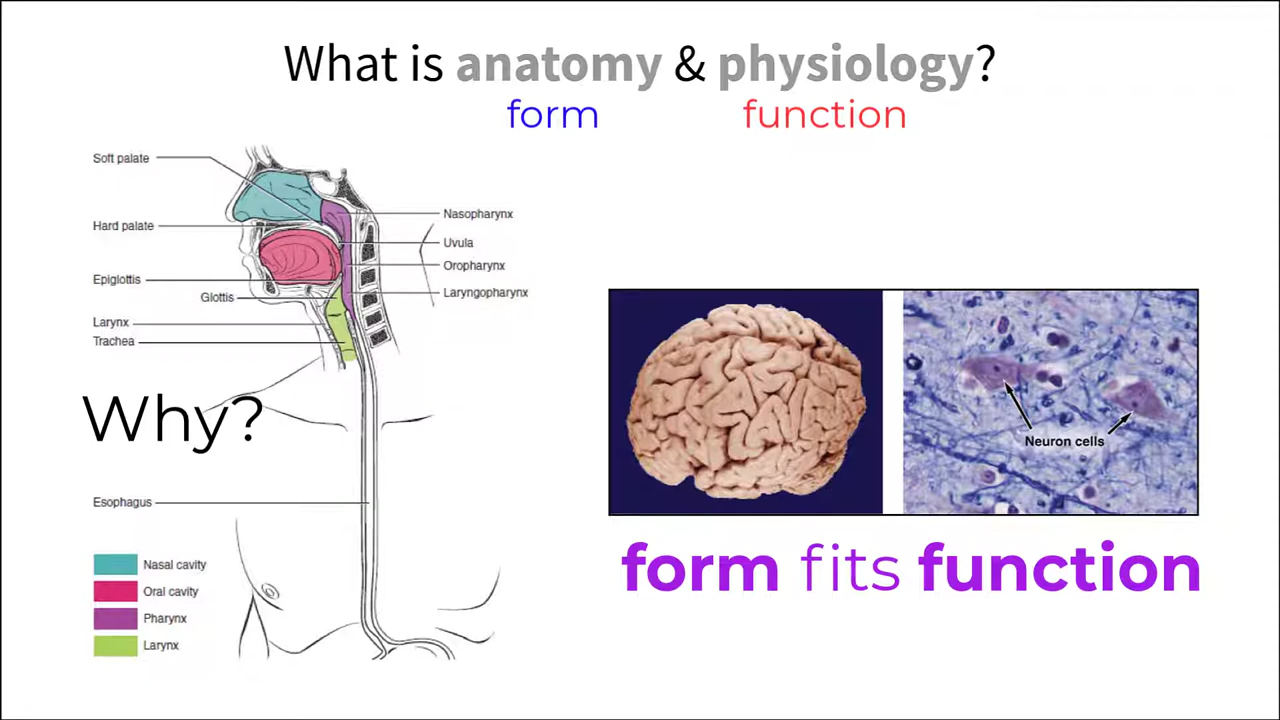 What is anatomy & physiology?
form
function
Soft palate
Hard palate
Epiglottis
Glottis
Larynx
Trachea
Nasopharynx
Uvula
Oropharynx
Laryngopharynx
Why?
Esophagus
Nasal cavity
Oral cavity
Pharynx
Larynx
Neuron cells
form fits function